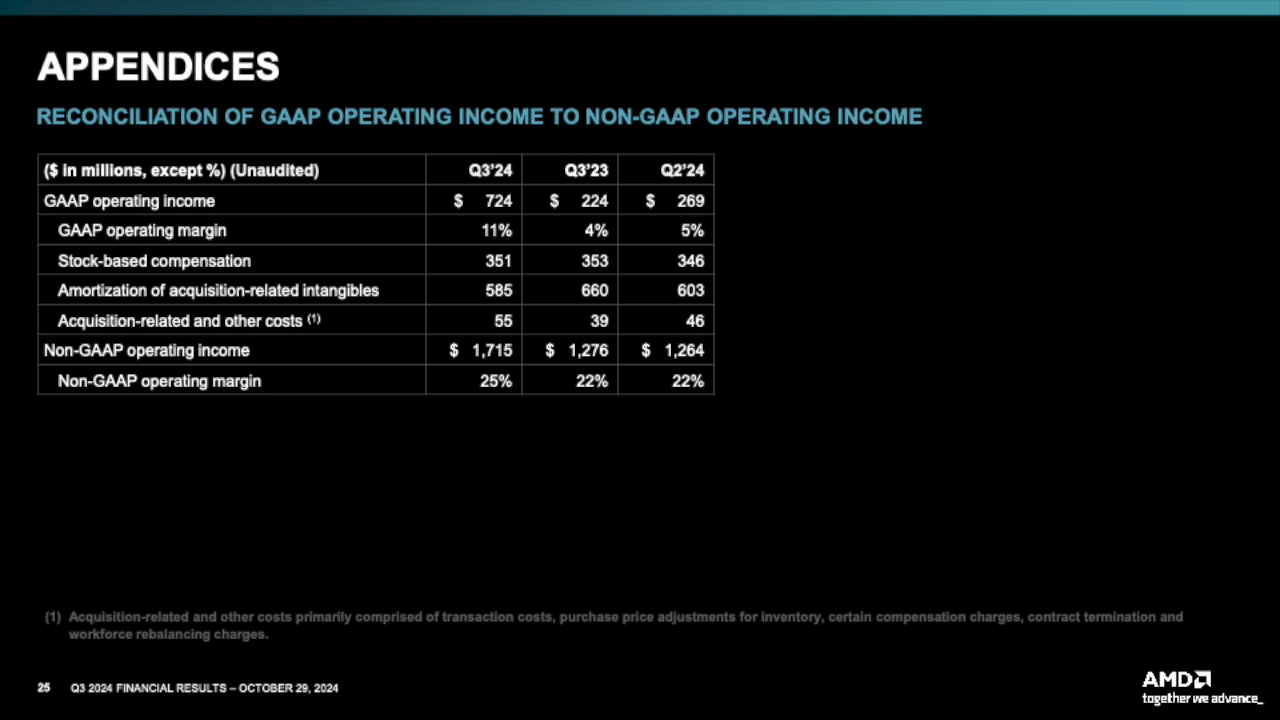 APPENDICES
RECONCILIATION OF GAAP OPERATING INCOME TO NON-GAAP OPERATING INCOME
($ in millions, except %) (Unaudited) Q3'24 Q3'23 Q2'24
GAAP operating income $ 724 $ 224 $ 269
GAAP operating margin 11% 4% 5%
Stock-based compensation 351 353 346
Amortization of acquisition-related intangibles 585 660 603
Acquisition-related and other costs (1) 55 39 46
Non-GAAP operating income $ 1,715 $ 1,276 $ 1,264
Non-GAAP operating margin 25% 22% 22%
(1) Acquisition-related and other costs primarily comprised of transaction costs, purchase price adjustments for inventory, certain compensation charges, contract termination and
workforce rebalancing charges.
25 Q3 2024 FINANCIAL RESULTS – OCTOBER 29, 2024
AMD
together we advance_